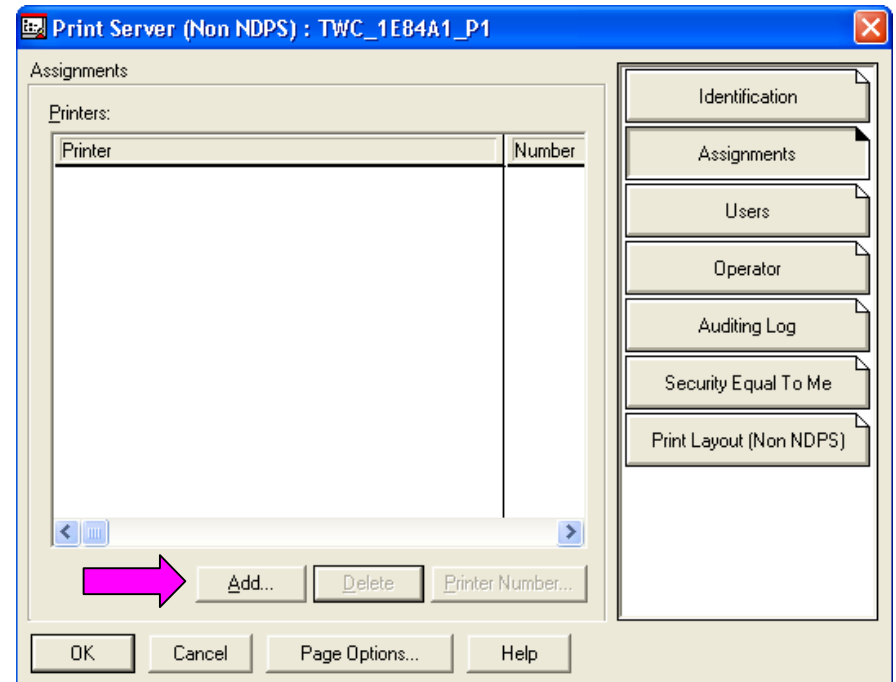 Print Server (Non NDPS) : TWC_1E84A1_P1
Assignments
Printers:
Printer Number
Add... Delete Printer Number...
Identification
Assignments
Users
Operator
Auditing Log
Security Equal To Me
Print Layout (Non NDPS)
OK Cancel Page Options... Help